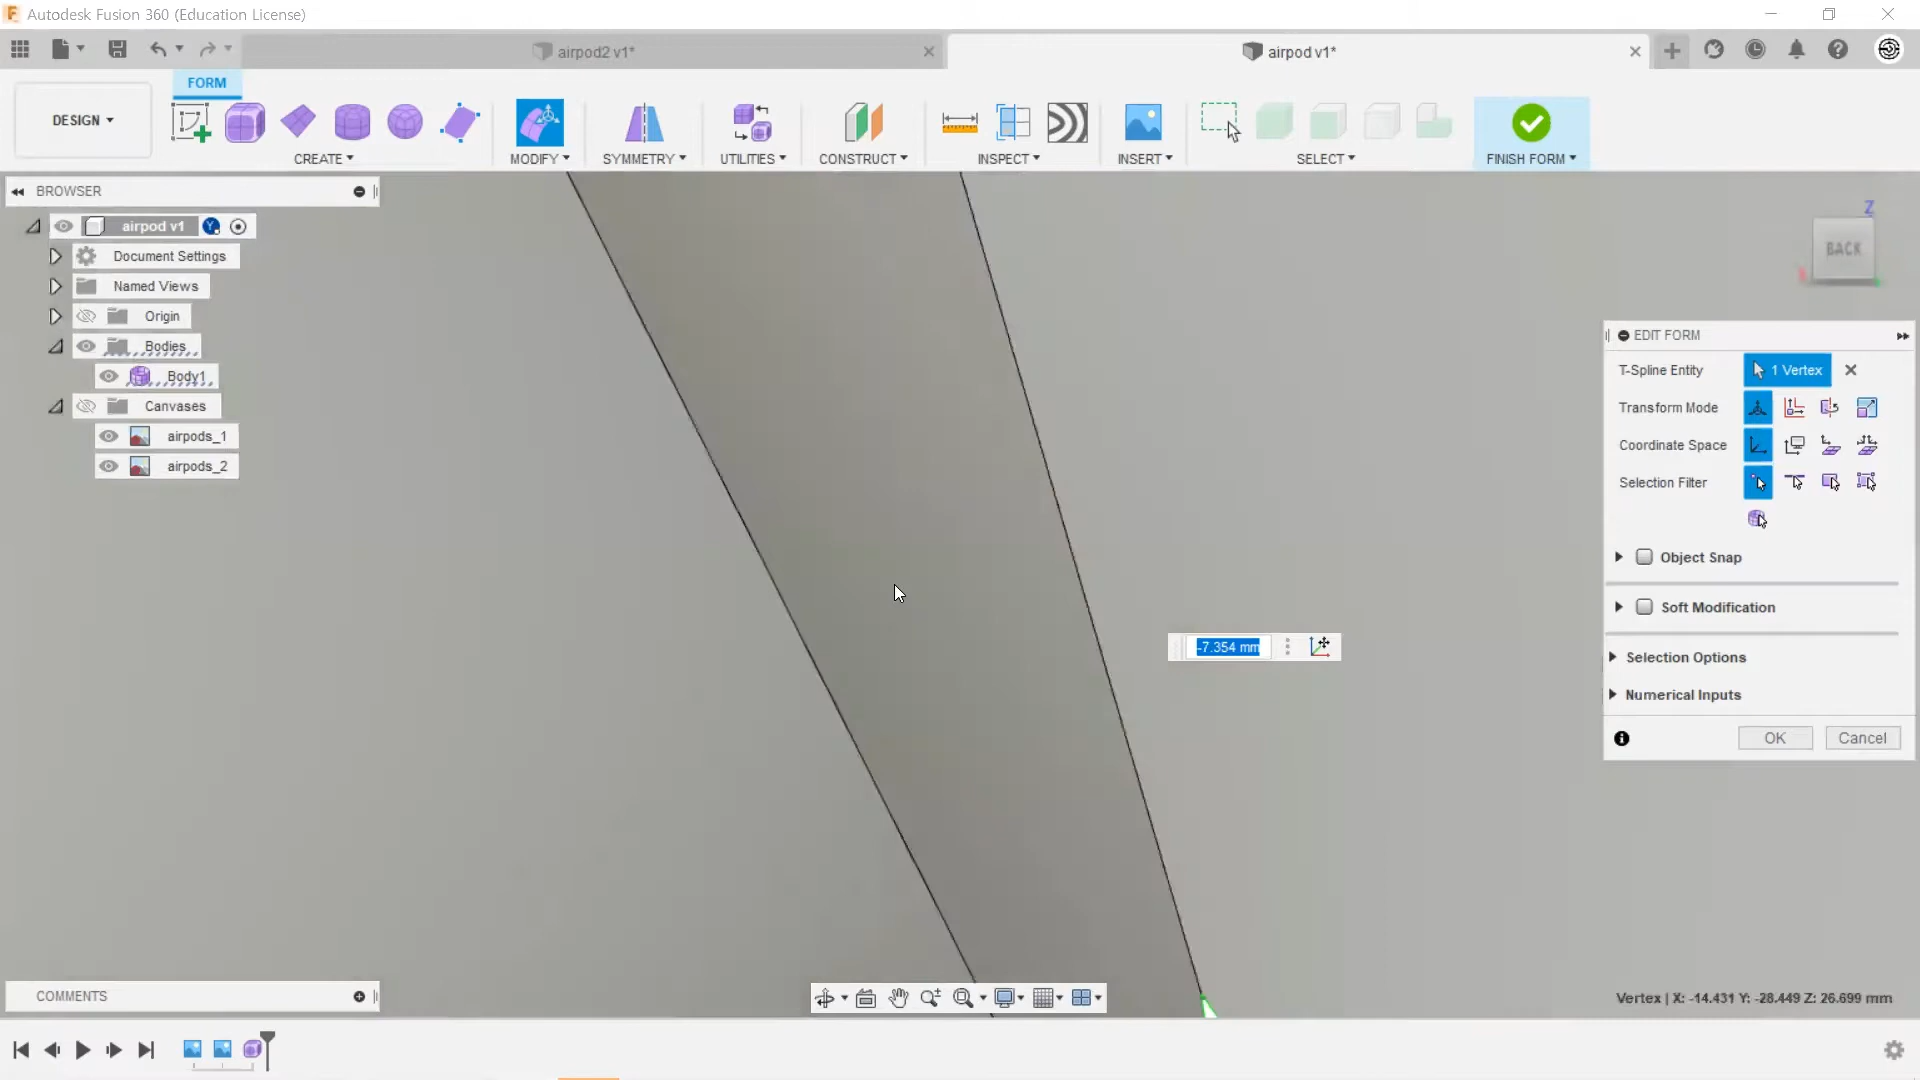 Autodesk Fusion 360 (Education License)
airpod2 v1*
airpod v1*
FORM
DESIGN
CREATE
MODIFY
SYMMETRY
UTILITIES
CONSTRUCT
INSPECT
INSERT
SELECT
FINISH FORM
BROWSER
airpod v1
Document Settings
Named Views
Origin
Bodies
Body1
Canvases
airpods_1
airpods_2
Z
BACK
EDIT FORM
T-Spline Entity
1 Vertex
Transform Mode
Coordinate Space
Selection Filter
Object Snap
Soft Modification
Selection Options
Numerical Inputs
OK
Cancel
-7.354 mm
COMMENTS
Vertex | X: -14.431 Y: -28.449 Z: 26.699 mm